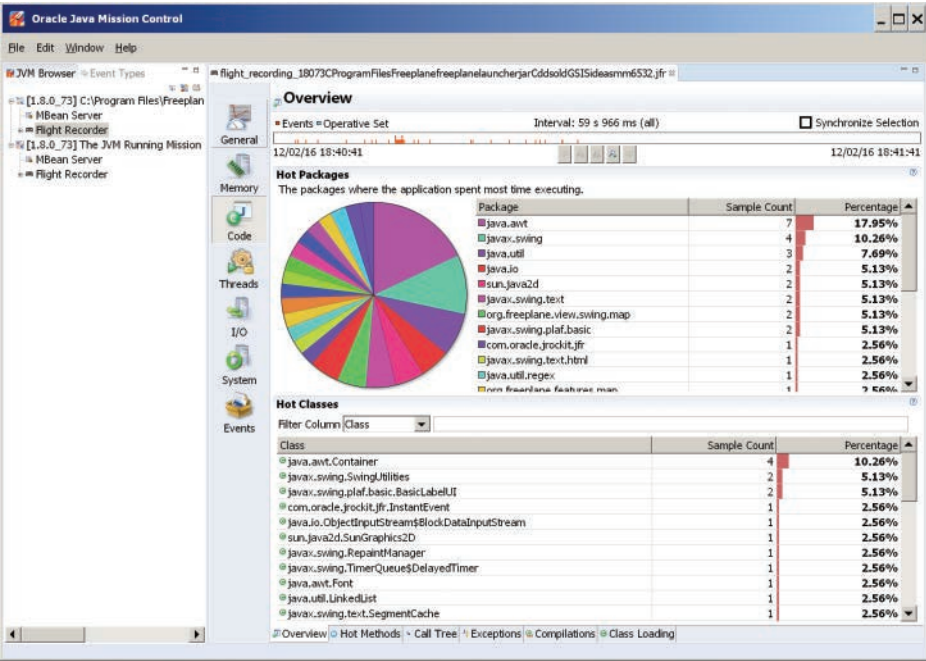 Oracle Java Mission Control
File Edit Window Help
JVM Browser Event Types
flight_recording_18073CProgramFilesFreeplanefreeplanelauncherjarCddsoldGSISideasmm6532.jfr
[1.8.0_73] C:\Program Files\Freeplan
MBean Server
Flight Recorder
[1.8.0_73] The JVM Running Mission
MBean Server
Flight Recorder
General
Memory
Code
Threads
I/O
System
Events
Overview
Events Operative Set Interval: 59 s 966 ms (all) Synchronize Selection
12/02/16 18:40:41 12/02/16 18:41:41
Hot Packages
The packages where the application spent most time executing.
Package Sample Count Percentage
java.awt 7 17.95%
javax.swing 4 10.26%
java.util 3 7.69%
java.io 2 5.13%
sun.java2d 2 5.13%
javax.swing.text 2 5.13%
org.freeplane.view.swing.map 2 5.13%
javax.swing.plaf.basic 2 5.13%
com.oracle.jrockit.jfr 1 2.56%
javax.swing.text.html 1 2.56%
java.util.regex 1 2.56%
org.freeplane.features.map 1 2.56%
Hot Classes
Filter Column Class
Class Sample Count Percentage
java.awt.Container 4 10.26%
javax.swing.SwingUtilities 2 5.13%
javax.swing.plaf.basic.BasicLabelUI 2 5.13%
com.oracle.jrockit.jfr.InstantEvent 1 2.56%
java.io.ObjectInputStream$BlockDataInputStream 1 2.56%
sun.java2d.SunGraphics2D 1 2.56%
javax.swing.RepaintManager 1 2.56%
javax.swing.TimerQueue$DelayedTimer 1 2.56%
java.awt.Font 1 2.56%
java.util.LinkedList 1 2.56%
javax.swing.text.SegmentCache 1 2.56%
Overview Hot Methods Call Tree Exceptions Compilations Class Loading